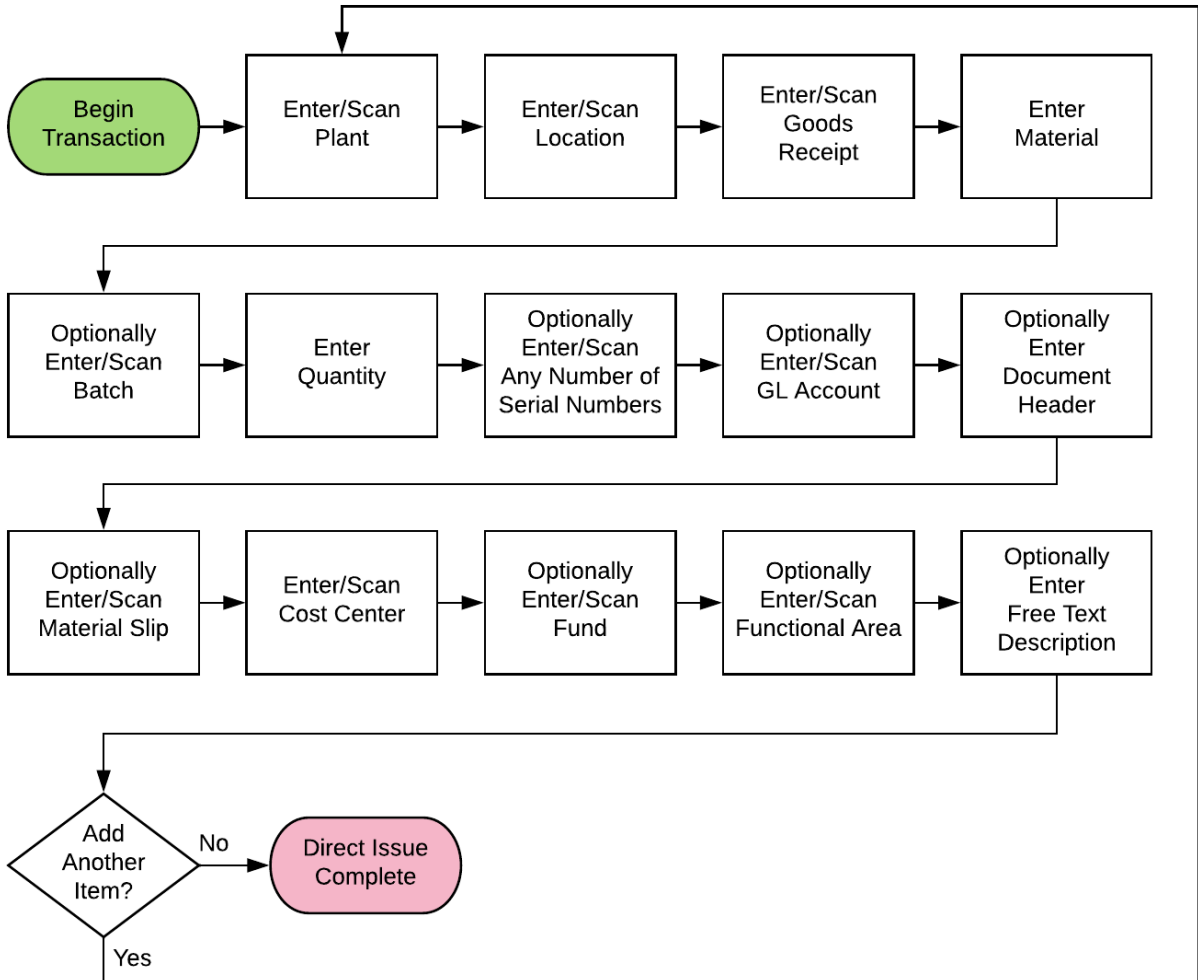 Begin
Transaction
Enter/Scan
Plant
Enter/Scan
Location
Enter/Scan
Goods
Receipt
Enter
Material
Optionally
Enter/Scan
Batch
Enter
Quantity
Optionally
Enter/Scan
Any Number of
Serial Numbers
Optionally
Enter/Scan
GL Account
Optionally
Enter
Document
Header
Optionally
Enter/Scan
Material Slip
Enter/Scan
Cost Center
Optionally
Enter/Scan
Fund
Optionally
Enter/Scan
Functional Area
Optionally
Enter
Free Text
Description
Add
Another
Item?
No
Direct Issue
Complete
Yes